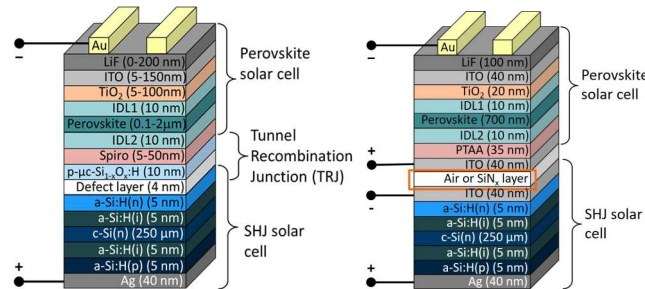 Au
−
LiF (0-200 nm)
ITO (5-150nm)
TiO2 (5-100nm)
IDL1 (10 nm)
Perovskite (0.1-2µm)
IDL2 (10 nm)
Spiro (5-50nm)
p-µc-Si1-xOx:H (10 nm)
Defect layer (4 nm)
a-Si:H(n) (5 nm)
a-Si:H(i) (5 nm)
c-Si(n) (250 µm)
a-Si:H(i) (5 nm)
a-Si:H(p) (5 nm)
+
Ag (40 nm)
Perovskite
solar cell
Tunnel
Recombination
Junction (TRJ)
SHJ solar
cell
Au
−
LiF (100 nm)
ITO (40 nm)
TiO2 (20 nm)
IDL1 (10 nm)
Perovskite (700 nm)
IDL2 (10 nm)
PTAA (35 nm)
+
ITO (40 nm)
Air or SiNx layer
-
ITO (40 nm)
a-Si:H(n) (5 nm)
a-Si:H(i) (5 nm)
c-Si(n) (250 µm)
a-Si:H(i) (5 nm)
a-Si:H(p) (5 nm)
+
Ag (40 nm)
Perovskite
solar cell
SHJ solar
cell